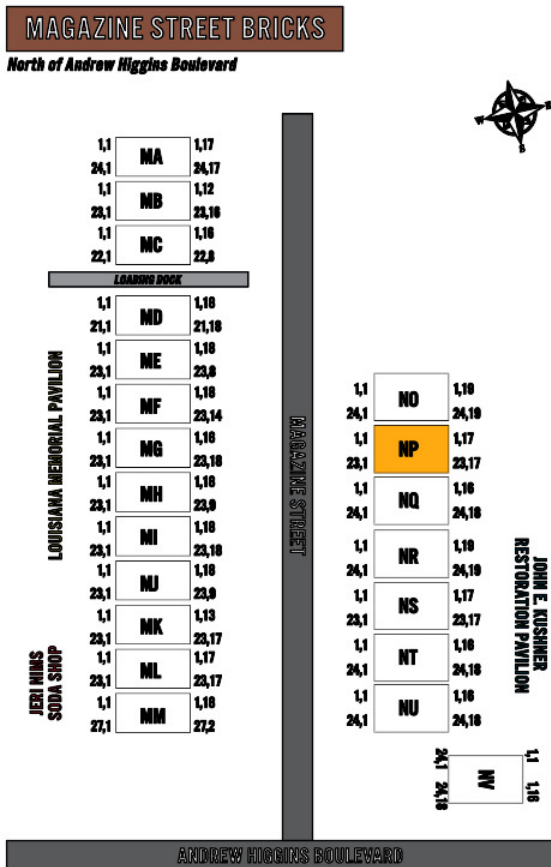 MAGAZINE STREET BRICKS
North of Andrew Higgins Boulevard
N
W E
S
1,1 MA 1,17
24,1 24,17
1,1 MB 1,12
23,1 23,16
1,1 MC 1,16
22,1 22,8
LOADING DOCK
1,1 MD 1,18
21,1 21,18
1,1 ME 1,18
23,1 23,8
1,1 MF 1,18
23,1 23,14
1,1 MG 1,16
23,1 23,18
1,1 MH 1,18
23,1 23,9
1,1 MI 1,18
23,1 23,18
1,1 MJ 1,18
23,1 23,9
1,1 MK 1,13
23,1 23,17
1,1 ML 1,17
23,1 23,17
1,1 MM 1,18
27,1 27,2
LOUISIANA MEMORIAL PAVILION
JERI NIMS
SODA SHOP
MAGAZINE STREET
1,1 NO 1,19
24,1 24,19
1,1 NP 1,17
23,1 23,17
1,1 NQ 1,16
24,1 24,18
1,1 NR 1,19
24,1 24,19
1,1 NS 1,17
23,1 23,17
1,1 NT 1,16
24,1 24,18
1,1 NU 1,16
24,1 24,18
JOHN E. KUSHNER
RESTORATION PAVILION
1,1 NV 1,16
24,1 24,18
ANDREW HIGGINS BOULEVARD